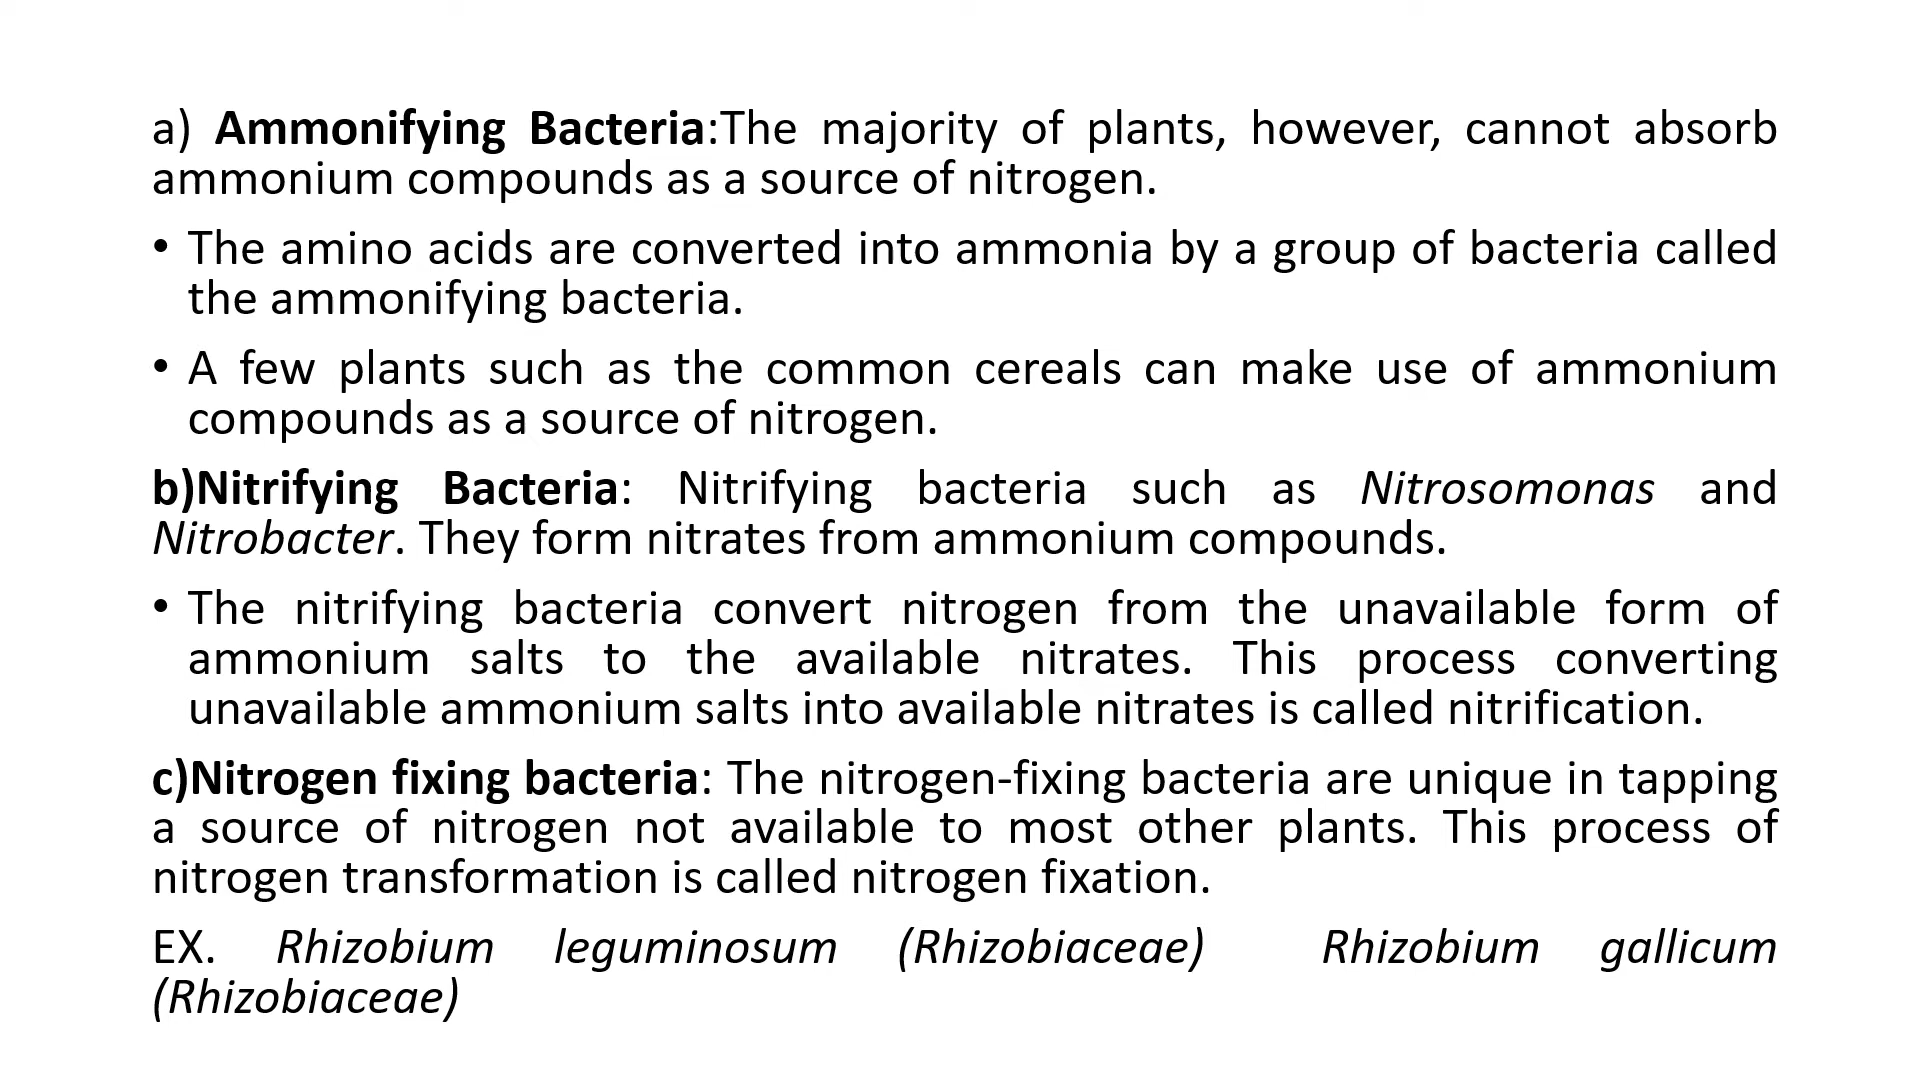 a) Ammonifying Bacteria:The majority of plants, however, cannot absorb
ammonium compounds as a source of nitrogen.
• The amino acids are converted into ammonia by a group of bacteria called
the ammonifying bacteria.
• A few plants such as the common cereals can make use of ammonium
compounds as a source of nitrogen.
b)Nitrifying Bacteria: Nitrifying bacteria such as Nitrosomonas and
Nitrobacter. They form nitrates from ammonium compounds.
• The nitrifying bacteria convert nitrogen from the unavailable form of
ammonium salts to the available nitrates. This process converting
unavailable ammonium salts into available nitrates is called nitrification.
c)Nitrogen fixing bacteria: The nitrogen-fixing bacteria are unique in tapping
a source of nitrogen not available to most other plants. This process of
nitrogen transformation is called nitrogen fixation.
EX. Rhizobium leguminosum (Rhizobiaceae) Rhizobium gallicum
(Rhizobiaceae)